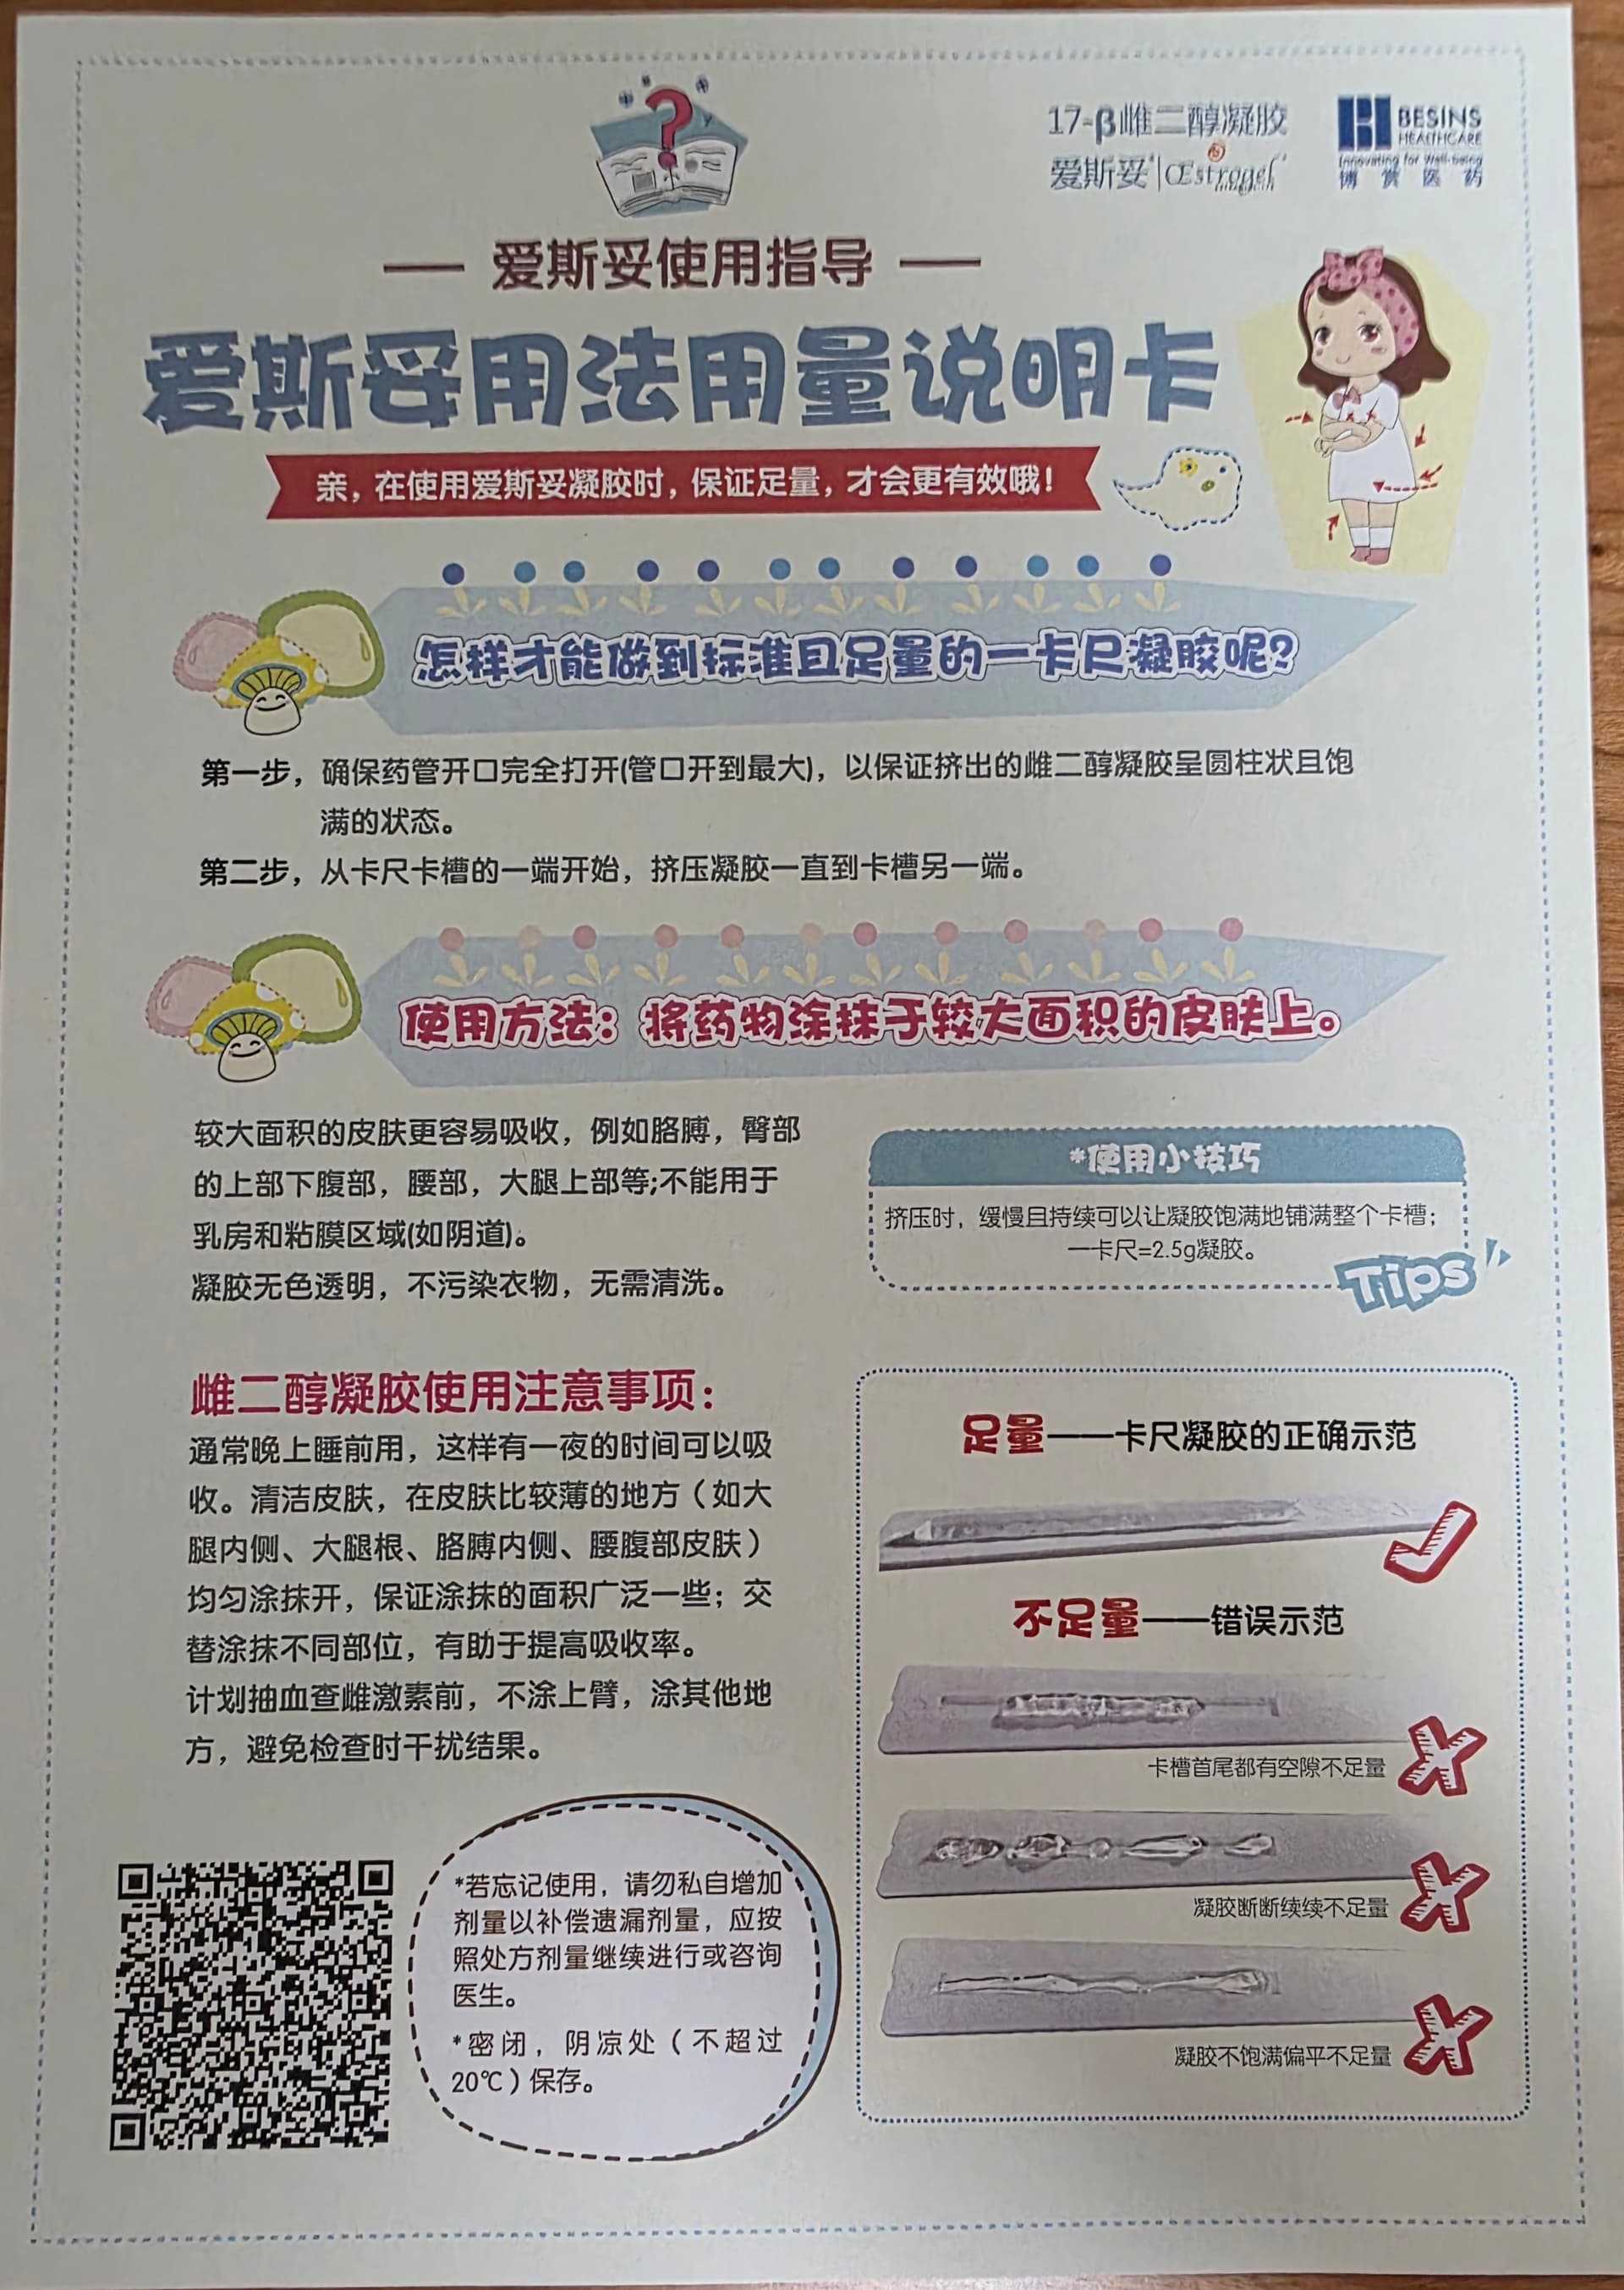 17-β雌二醇凝胶
爱斯妥|Œstrogel
BESINS
HEALTHCARE
Innovating for Well-being
博赏医药
爱斯妥使用指导
爱斯妥用法用量说明卡
亲，在使用爱斯妥凝胶时，保证足量，才会更有效哦！
怎样才能做到标准且足量的一卡尺凝胶呢？
第一步，确保药管开口完全打开(管口开到最大)，以保证挤出的雌二醇凝胶呈圆柱状且饱
满的状态。
第二步，从卡尺卡槽的一端开始，挤压凝胶一直到卡槽另一端。
使用方法：将药物涂抹于较大面积的皮肤上。
较大面积的皮肤更容易吸收，例如胳膊，臀部
的上部下腹部，腰部，大腿上部等;不能用于
乳房和粘膜区域(如阴道)。
凝胶无色透明，不污染衣物，无需清洗。
*使用小技巧
挤压时，缓慢且持续可以让凝胶饱满地铺满整个卡槽；
一卡尺=2.5g凝胶。
Tips
雌二醇凝胶使用注意事项：
通常晚上睡前用，这样有一夜的时间可以吸
收。清洁皮肤，在皮肤比较薄的地方（如大
腿内侧、大腿根、胳膊内侧、腰腹部皮肤）
均匀涂抹开，保证涂抹的面积广泛一些；交
替涂抹不同部位，有助于提高吸收率。
计划抽血查雌激素前，不涂上臂，涂其他地
方，避免检查时干扰结果。
*若忘记使用，请勿私自增加
剂量以补偿遗漏剂量，应按
照处方剂量继续进行或咨询
医生。
*密闭，阴凉处（不超过
20℃）保存。
足量——卡尺凝胶的正确示范
不足量——错误示范
卡槽首尾都有空隙不足量
凝胶断断续续不足量
凝胶不饱满偏平不足量